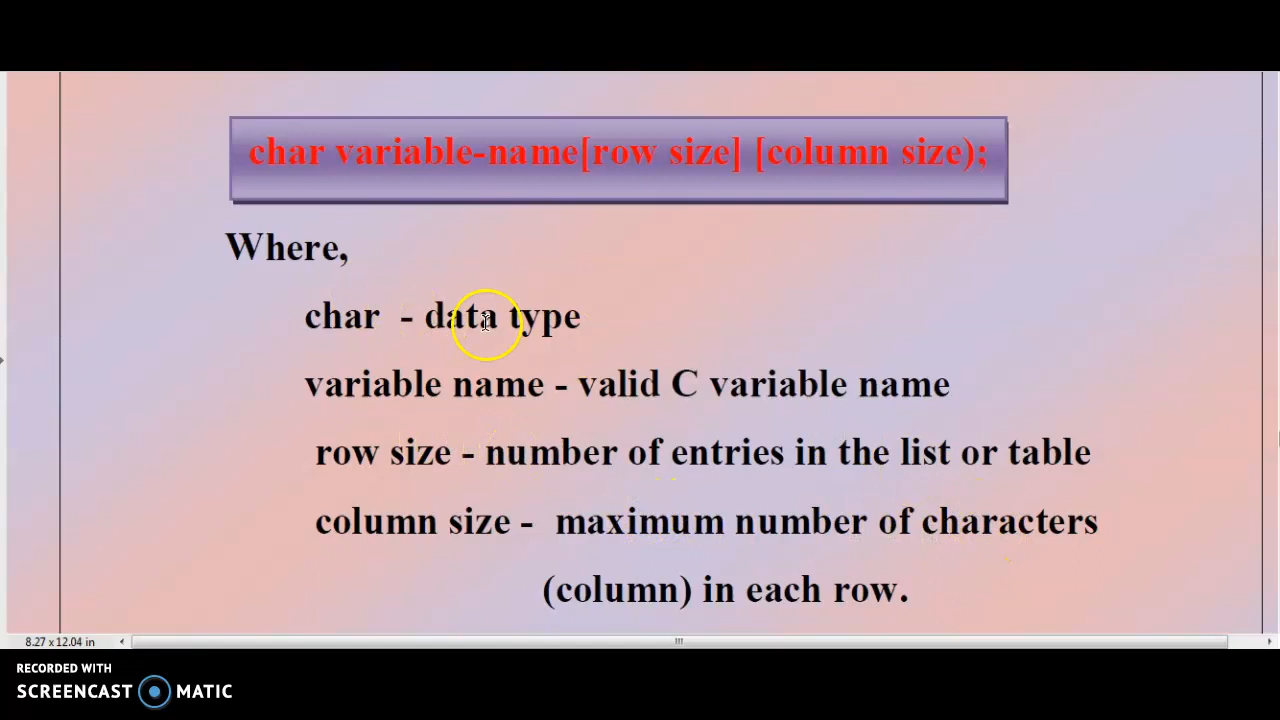 char variable-name[row size] [column size);
Where,
char - data type
variable name - valid C variable name
row size - number of entries in the list or table
column size - maximum number of characters
(column) in each row.
8.27 x 12.04 in
RECORDED WITH
SCREENCAST MATIC